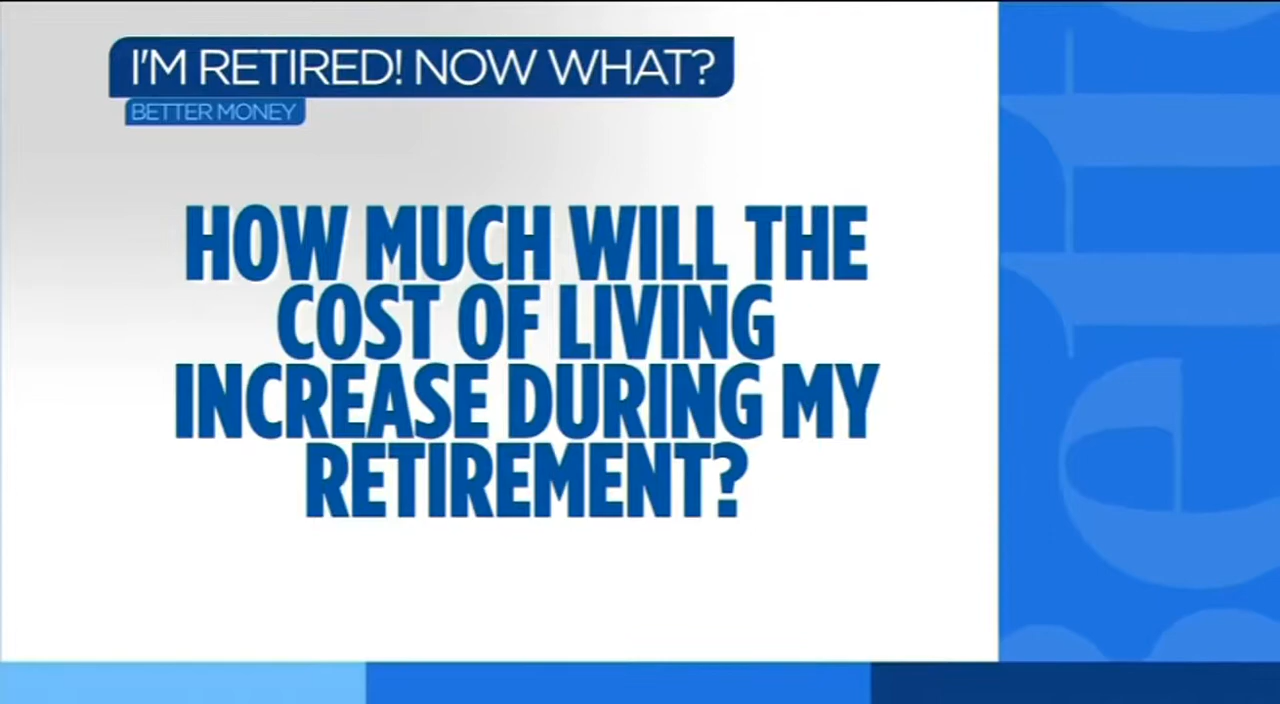 I'M RETIRED! NOW WHAT?
BETTER MONEY
HOW MUCH WILL THE
COST OF LIVING
INCREASE DURING MY
RETIREMENT?